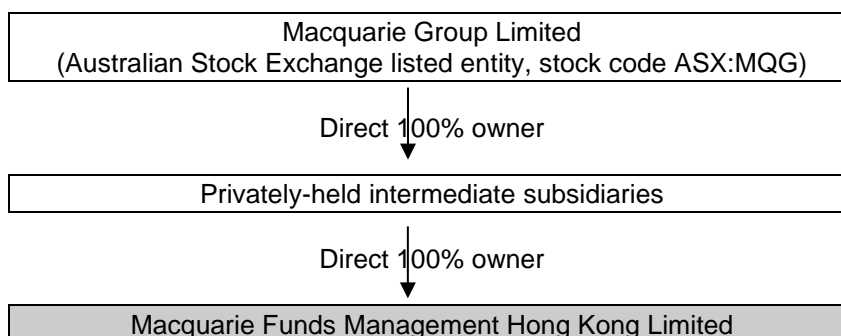 Macquarie Group Limited
(Australian Stock Exchange listed entity, stock code ASX:MQG)
Direct 100% owner
Privately-held intermediate subsidiaries
Direct 100% owner
Macquarie Funds Management Hong Kong Limited